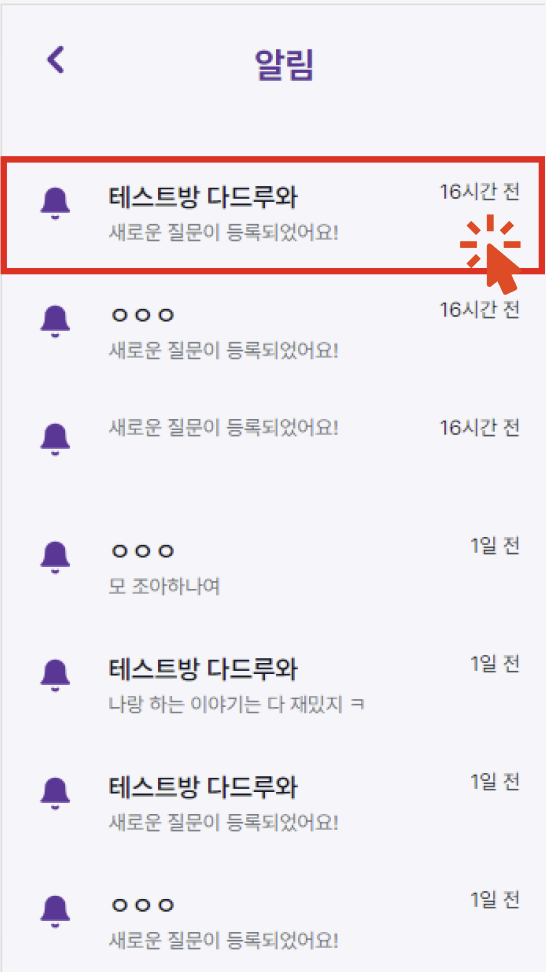 알림
테스트방 다드루와
16시간 전
새로운 질문이 등록되었어요!
ㅇㅇㅇ
16시간 전
새로운 질문이 등록되었어요!
새로운 질문이 등록되었어요!
16시간 전
ㅇㅇㅇ
1일 전
모 조아하나여
테스트방 다드루와
1일 전
나랑 하는 이야기는 다 재밌지 ㅋ
테스트방 다드루와
1일 전
새로운 질문이 등록되었어요!
ㅇㅇㅇ
1일 전
새로운 질문이 등록되었어요!